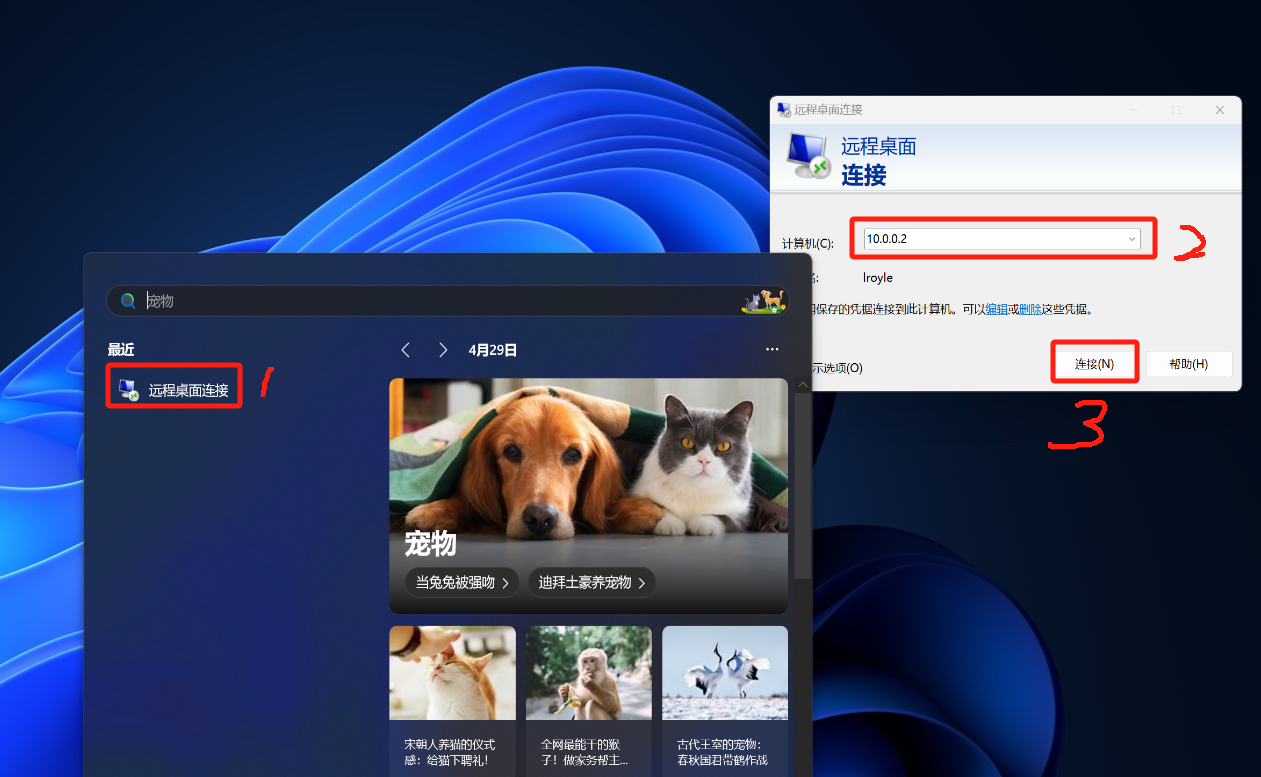 远程桌面连接
远程桌面
连接
计算机(C):
10.0.0.2
2
lroyle
保存的凭据连接到此计算机。可以编辑或删除这些凭据。
示选项(O)
连接(N)
帮助(H)
3
宠物
最近
远程桌面连接
1
4月29日
宠物
当兔兔被强吻
迪拜土豪养宠物
宋朝人养猫的仪式
感：给猫下聘礼！
全网最能干的猴
子！做家务帮主...
古代王室的宠物：
春秋国君带鹤作战